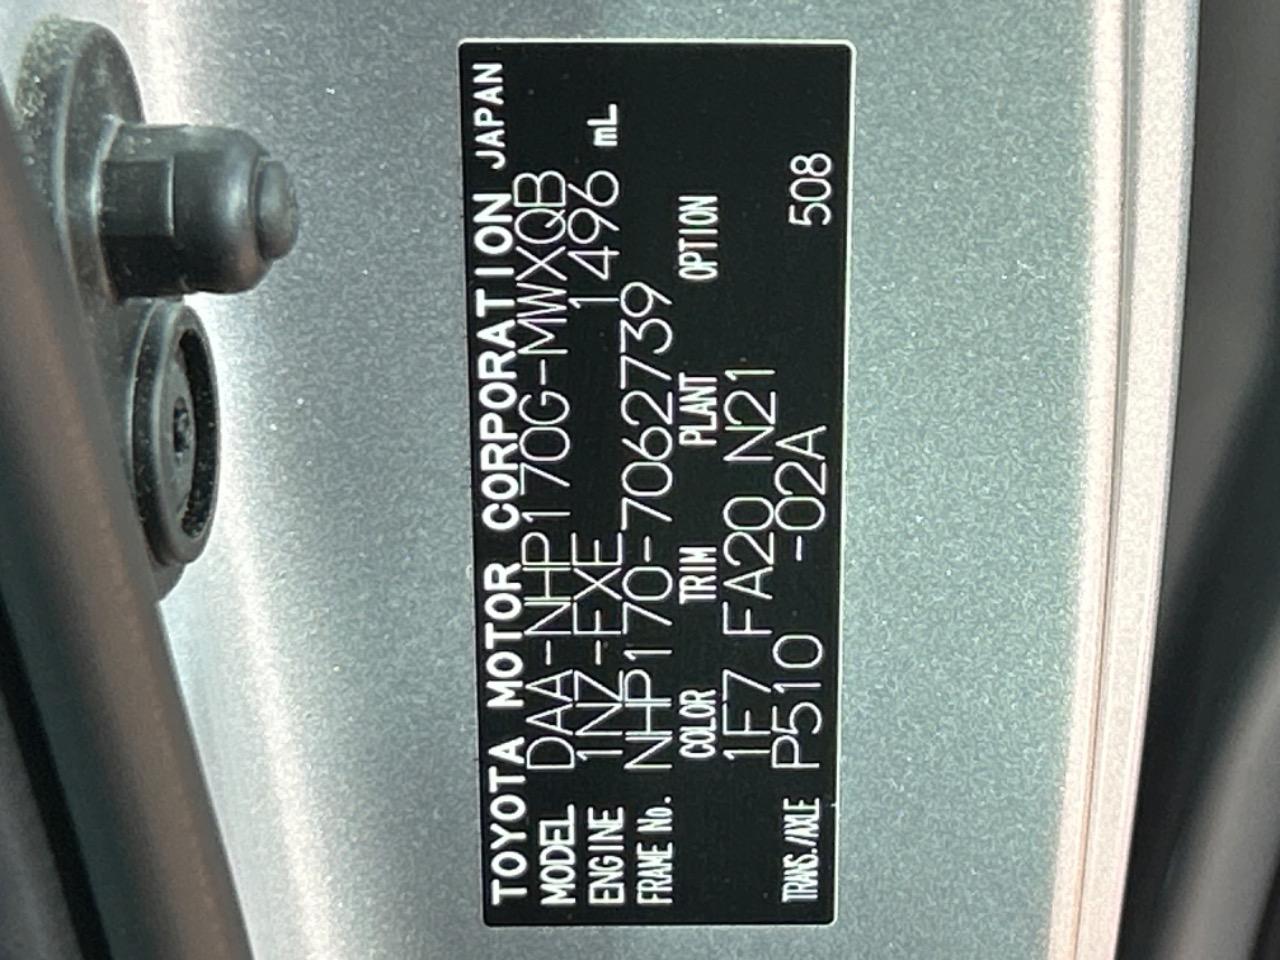 TOYOTA MOTOR CORPORATION JAPAN
MODEL DAA-NHP170G-MWXQB
ENGINE 1NZ-FXE 1496 mL
FRAME No. NHP170-7062739
COLOR TRIM PLANT OPTION
1F7 FA20 N21
TRANS./AXLE P510 -02A 508